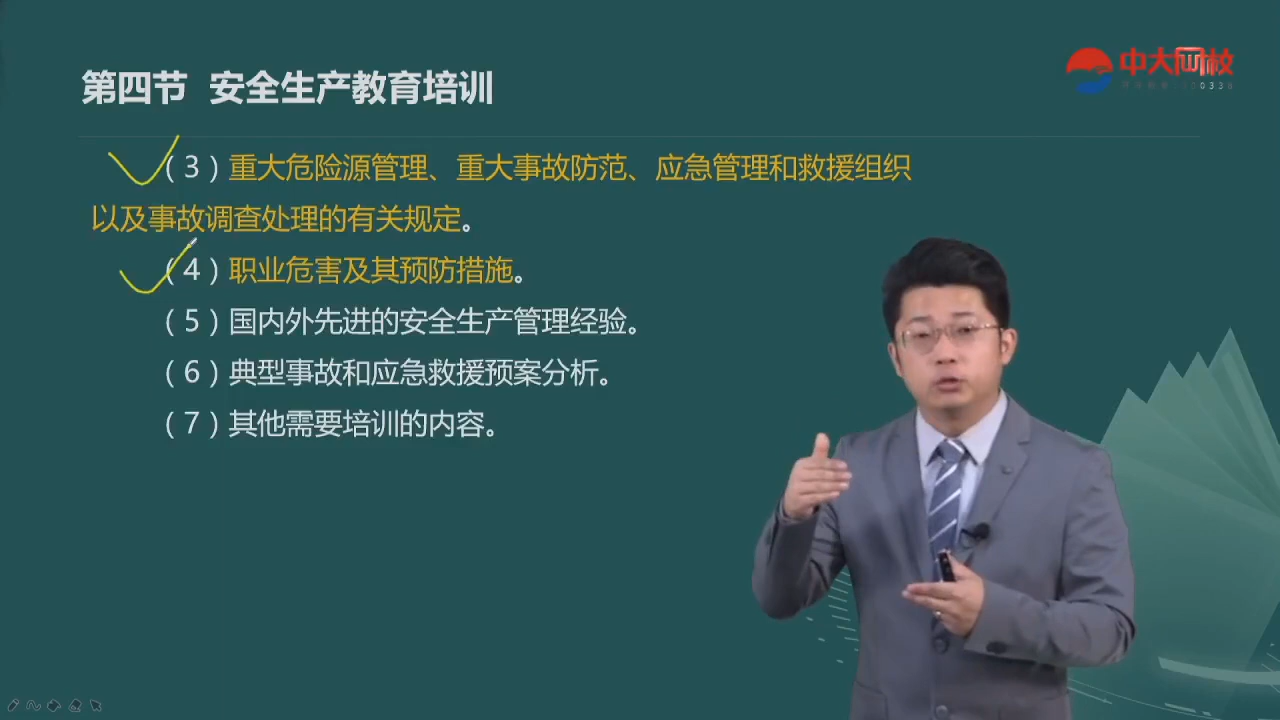 第四节 安全生产教育培训
中大网校
（3）重大危险源管理、重大事故防范、应急管理和救援组织
以及事故调查处理的有关规定。
（4）职业危害及其预防措施。
（5）国内外先进的安全生产管理经验。
（6）典型事故和应急救援预案分析。
（7）其他需要培训的内容。